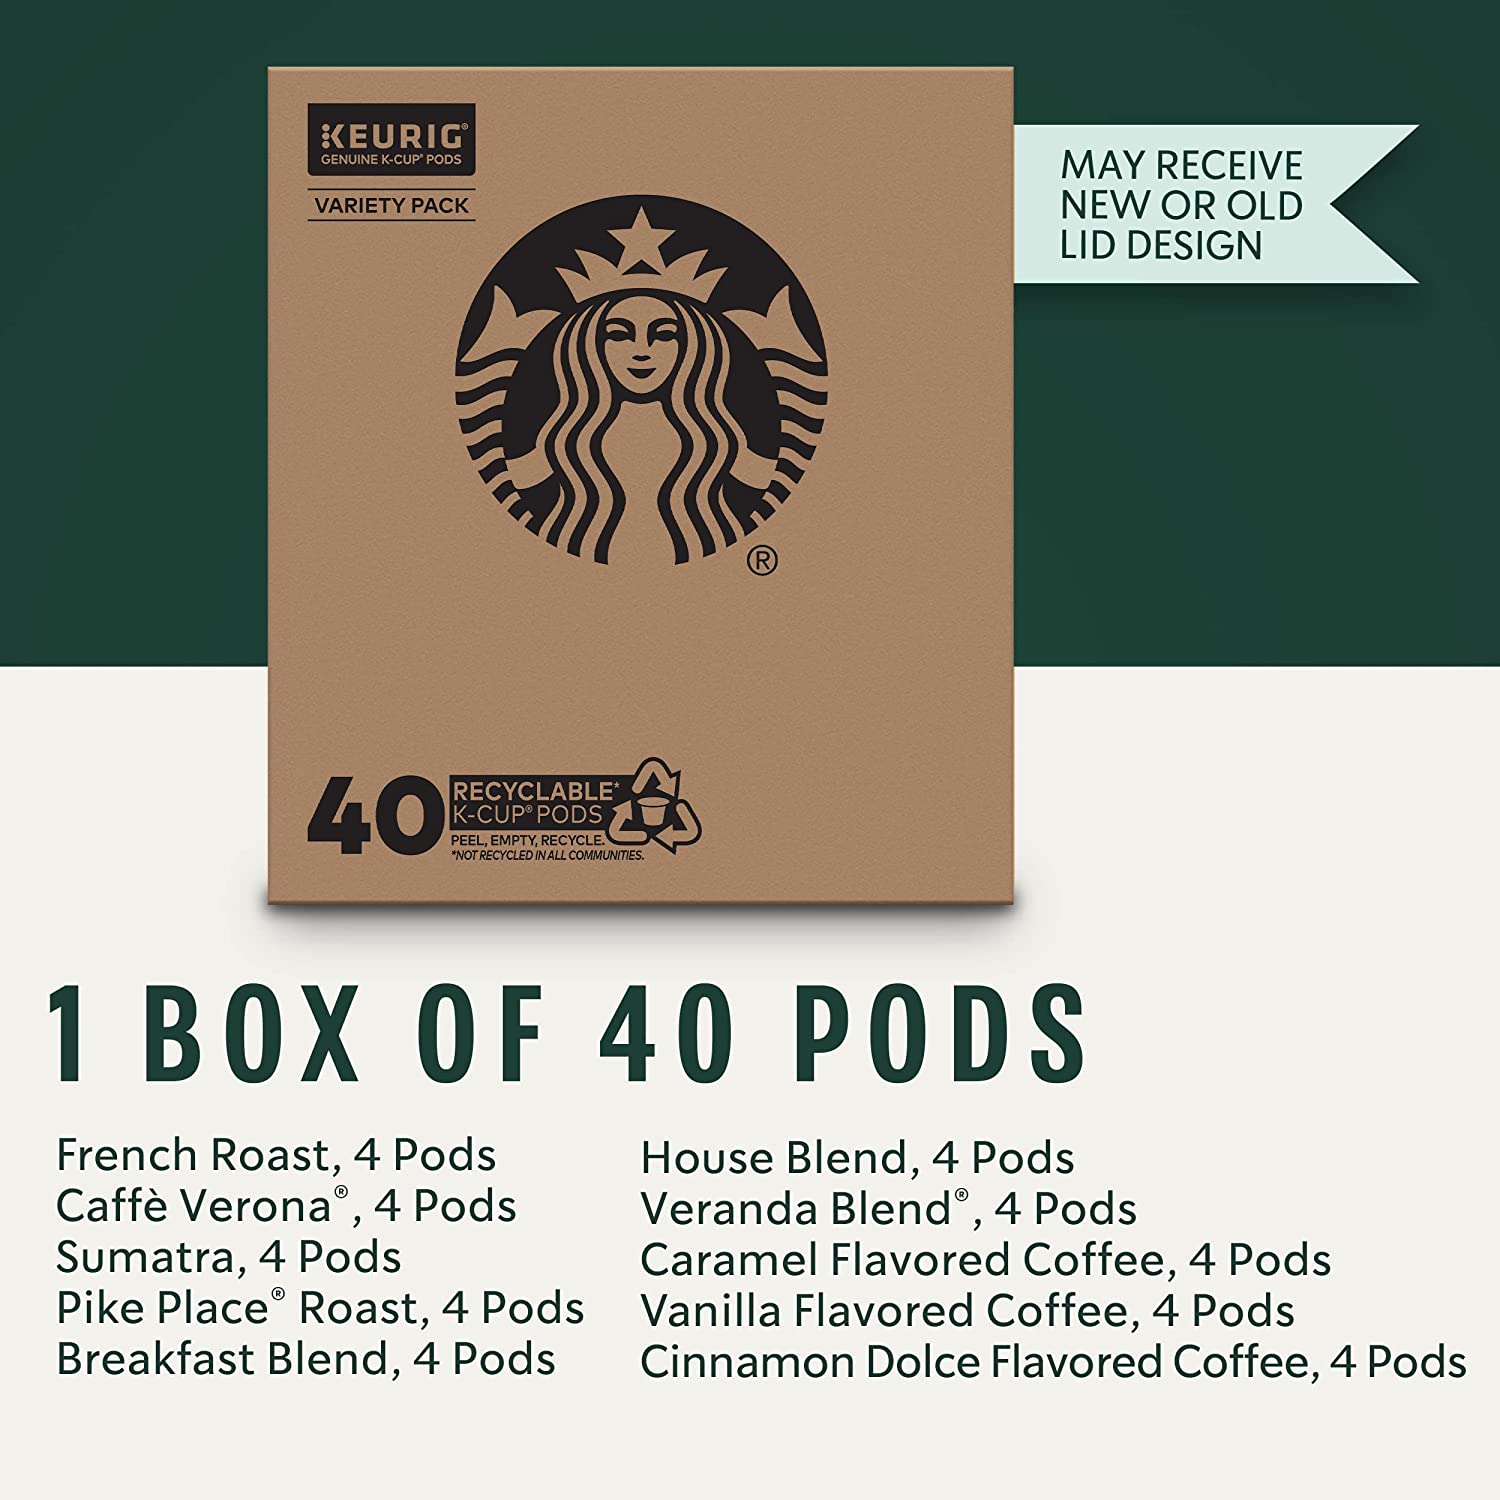 KEURIG®
GENUINE K-CUP® PODS
VARIETY PACK
MAY RECEIVE
NEW OR OLD
LID DESIGN
®
40
RECYCLABLE*
K-CUP® PODS
PEEL, EMPTY, RECYCLE.
*NOT RECYCLED IN ALL COMMUNITIES.
1 BOX OF 40 PODS
French Roast, 4 Pods
Caffè Verona®, 4 Pods
Sumatra, 4 Pods
Pike Place® Roast, 4 Pods
Breakfast Blend, 4 Pods
House Blend, 4 Pods
Veranda Blend®, 4 Pods
Caramel Flavored Coffee, 4 Pods
Vanilla Flavored Coffee, 4 Pods
Cinnamon Dolce Flavored Coffee, 4 Pods